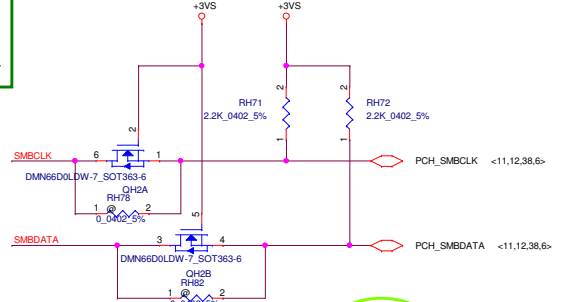 +3VS
+3VS
2
2
2
RH71
2.2K_0402_5%
RH72
2.2K_0402_5%
1
1
SMBCLK
6
1
PCH_SMBCLK
<11,12,38,6>
DMN66D0LDW-7_SOT363-6
QH2A
RH78
1
@
2
0_0402_5%
5
SMBDATA
3
4
PCH_SMBDATA
<11,12,38,6>
DMN66D0LDW-7_SOT363-6
QH2B
RH82
1
@
2